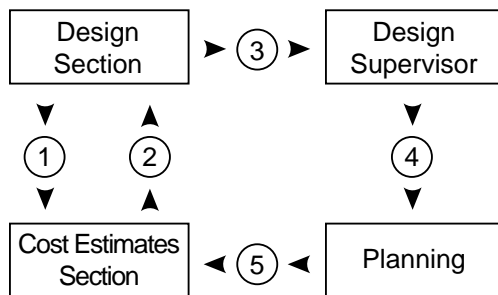 Design
Section
3
Design
Supervisor
1
2
4
Cost Estimates
Section
5
Planning